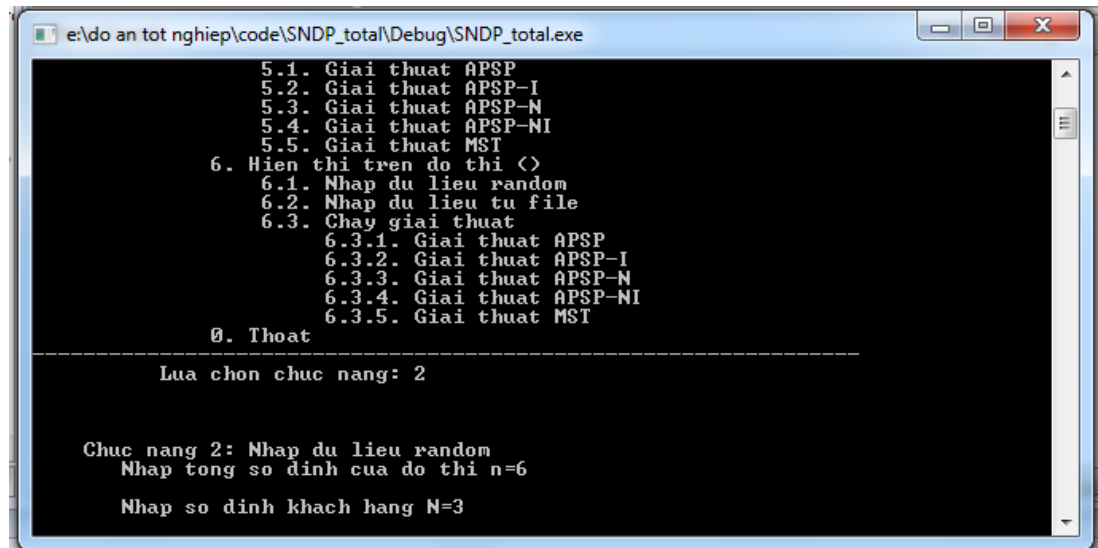 e:\do an tot nghiep\code\SNDP_total\Debug\SNDP_total.exe
5.1. Giai thuat APSP
5.2. Giai thuat APSP-I
5.3. Giai thuat APSP-N
5.4. Giai thuat APSP-NI
5.5. Giai thuat MST
6. Hien thi tren do thi <>
6.1. Nhap du lieu random
6.2. Nhap du lieu tu file
6.3. Chay giai thuat
6.3.1. Giai thuat APSP
6.3.2. Giai thuat APSP-I
6.3.3. Giai thuat APSP-N
6.3.4. Giai thuat APSP-NI
6.3.5. Giai thuat MST
0. Thoat
Lua chon chuc nang: 2
Chuc nang 2: Nhap du lieu random
Nhap tong so dinh cua do thi n=6
Nhap so dinh khach hang N=3